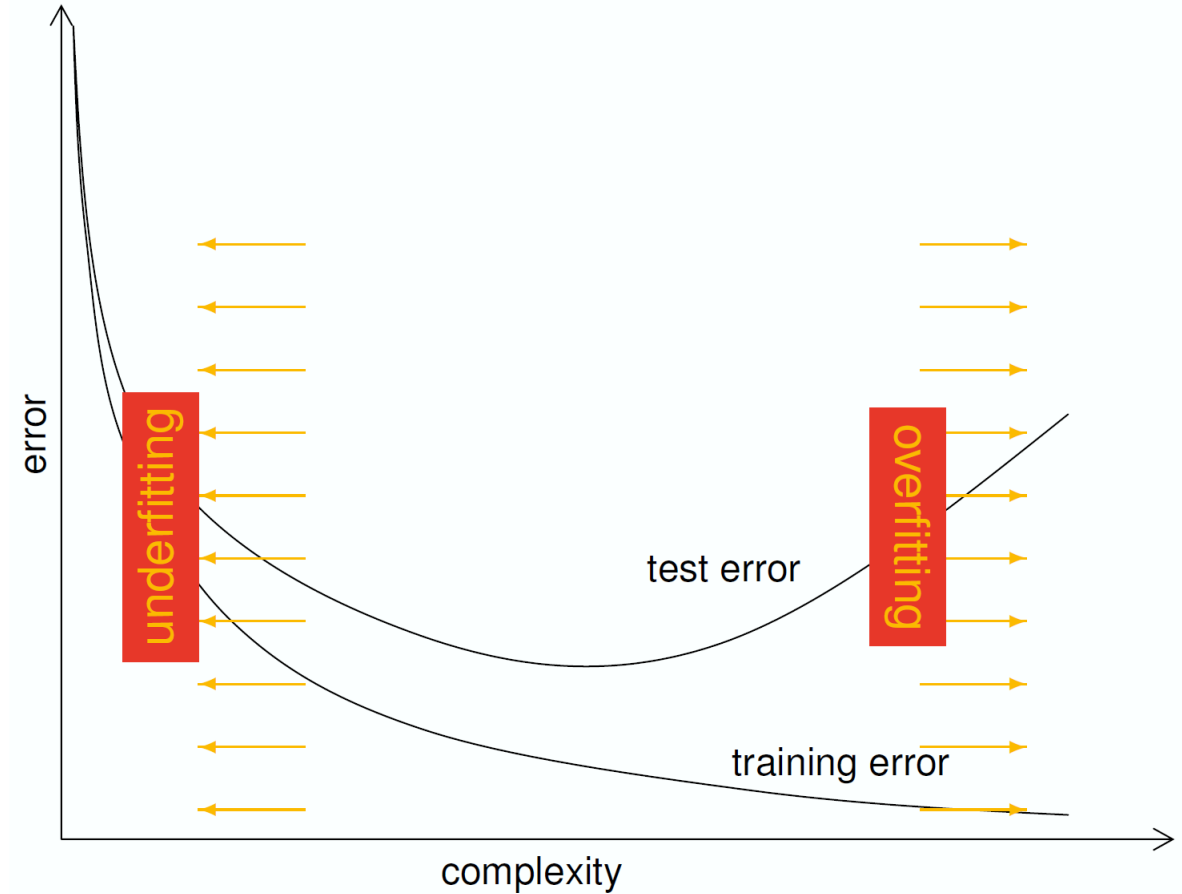 error
underfitting
overfitting
test error
training error
complexity